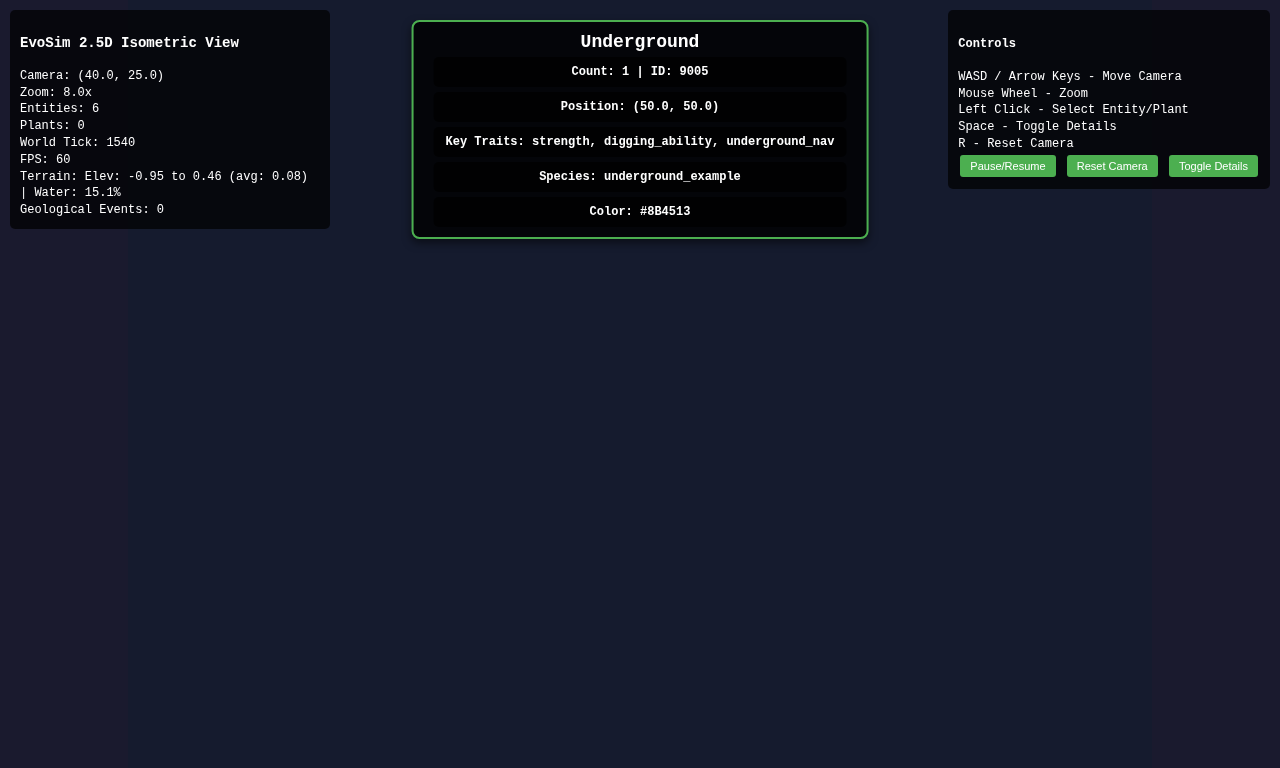 EvoSim 2.5D Isometric View
Camera: (40.0, 25.0)
Zoom: 8.0x
Entities: 6
Plants: 0
World Tick: 1540
FPS: 60
Terrain: Elev: -0.95 to 0.46 (avg: 0.08)
| Water: 15.1%
Geological Events: 0
Underground
Count: 1 | ID: 9005
Position: (50.0, 50.0)
Key Traits: strength, digging_ability, underground_nav
Species: underground_example
Color: #8B4513
Controls
WASD / Arrow Keys - Move Camera
Mouse Wheel - Zoom
Left Click - Select Entity/Plant
Space - Toggle Details
R - Reset Camera
Pause/Resume Reset Camera Toggle Details